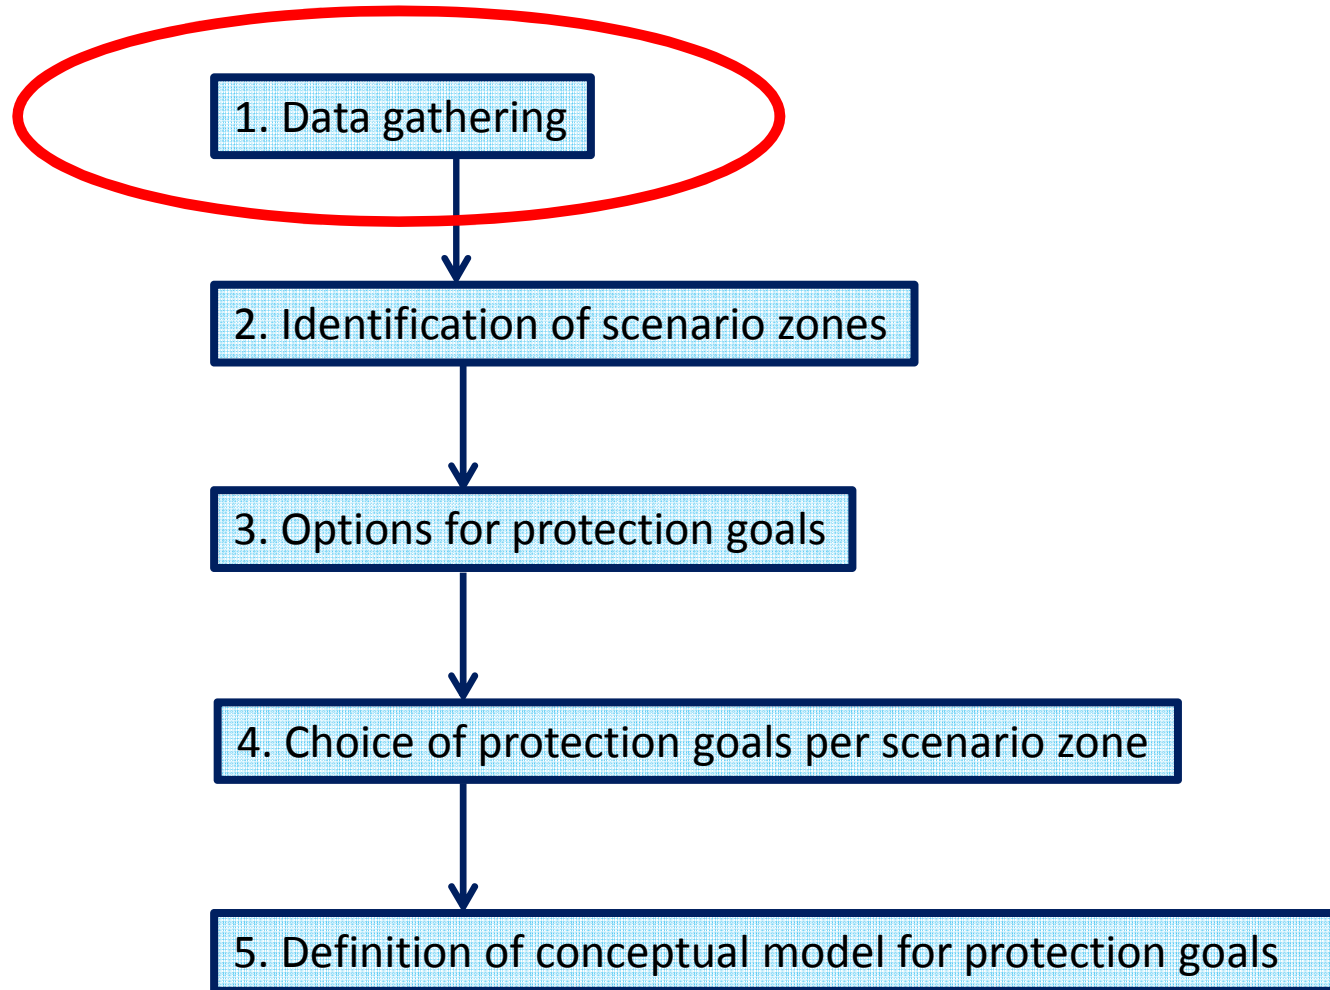 1. Data gathering
2. Identification of scenario zones
3. Options for protection goals
4. Choice of protection goals per scenario zone
5. Definition of conceptual model for protection goals